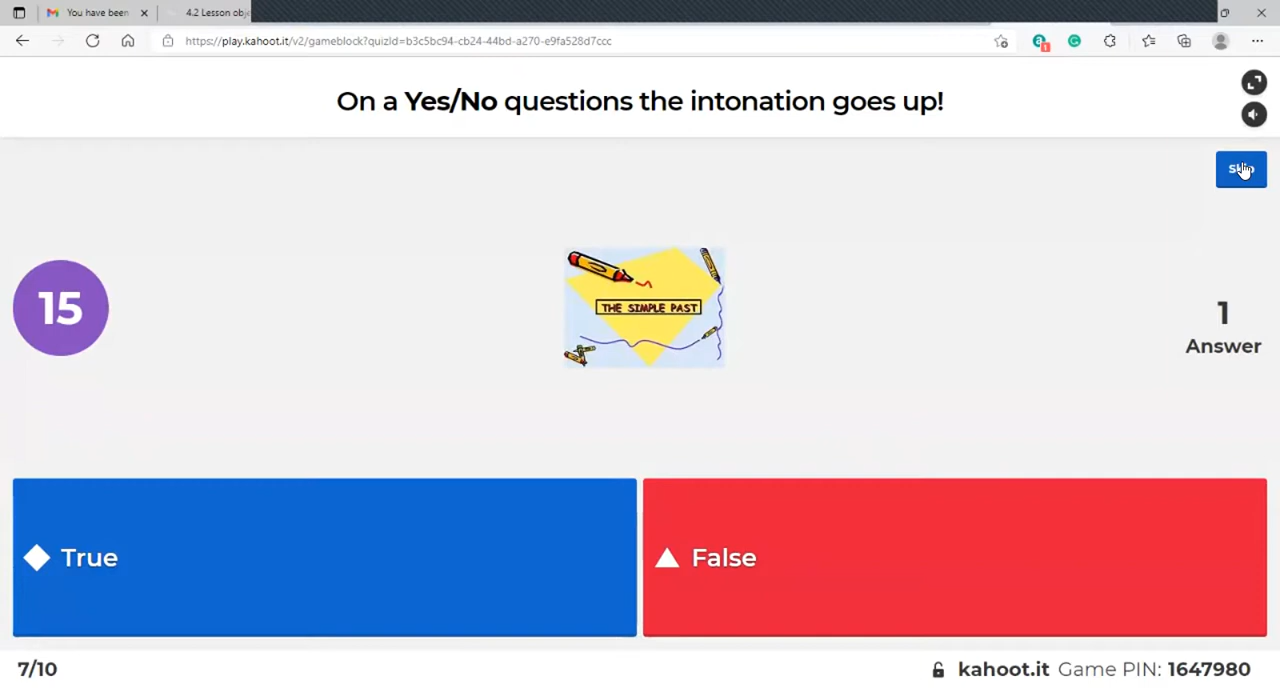 You have been
4.2 Lesson obje
https://play.kahoot.it/v2/gameblock?quizId=b3c5bc94-cb24-44bd-a270-e9fa528d7ccc
On a Yes/No questions the intonation goes up!
Skip
15
THE SIMPLE PAST
1
Answer
True
False
7/10
kahoot.it Game PIN: 1647980